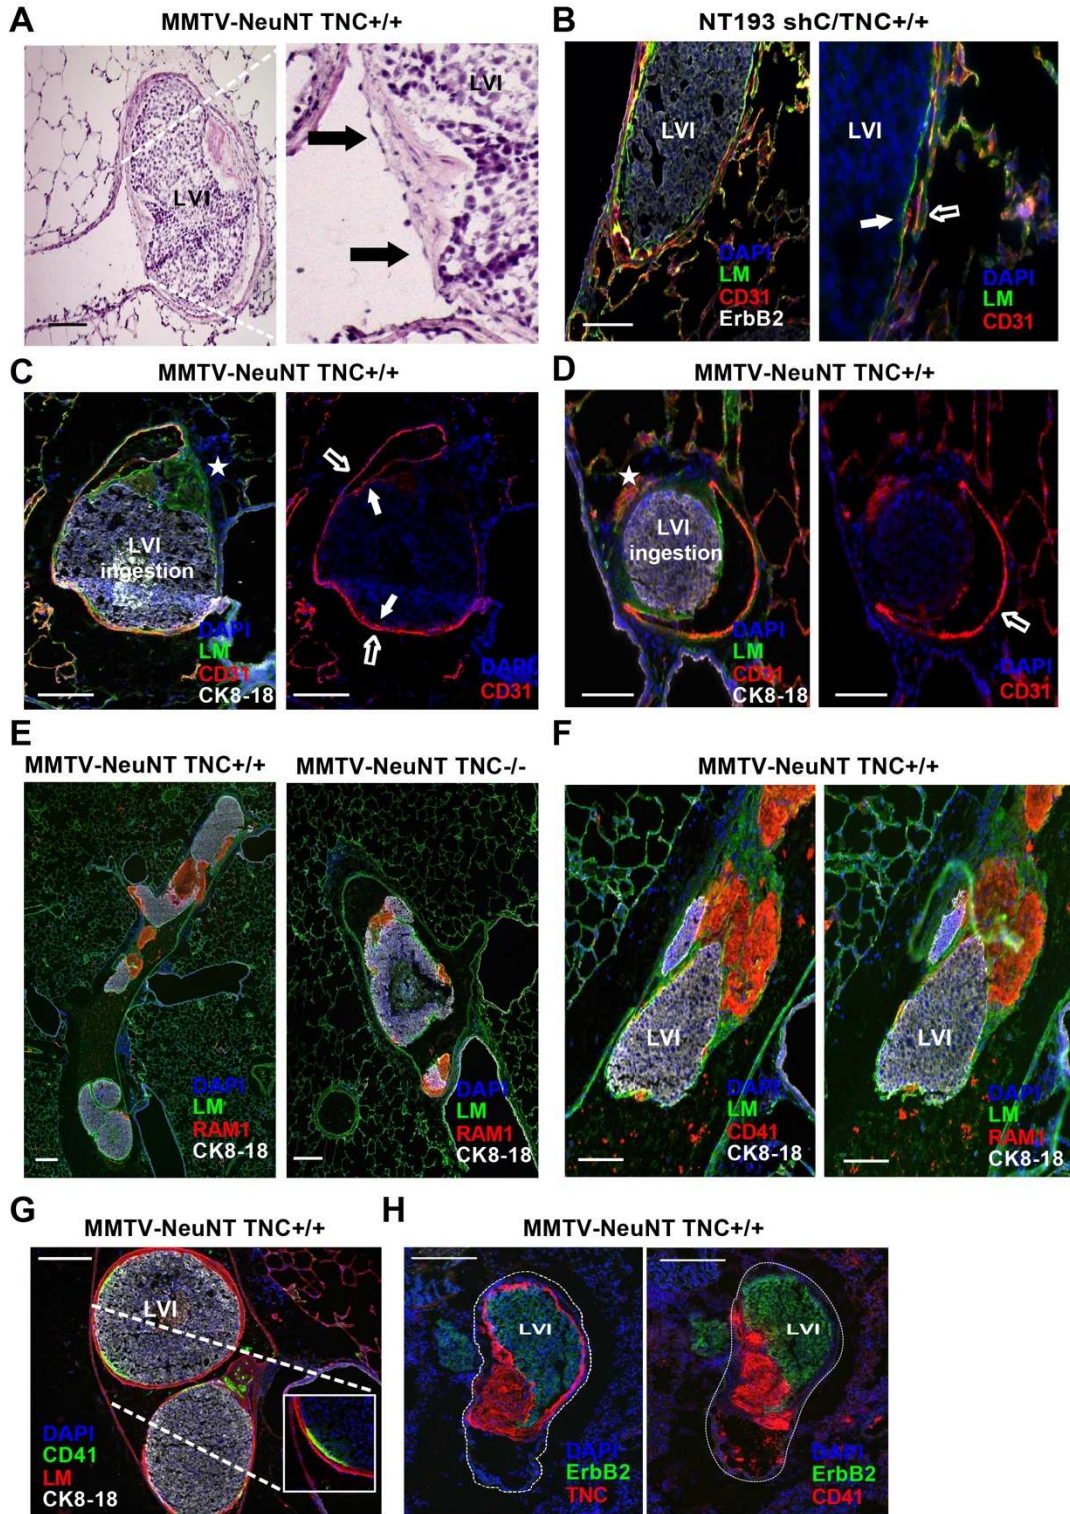 A
MMTV-NeuNT TNC+/+
LVI
LVI
B
NT193 shC/TNC+/+
LVI
DAPI
LM
CD31
ErbB2
LVI
DAPI
LM
CD31
C
MMTV-NeuNT TNC+/+
LVI
ingestion
DAPI
LM
CD31
CK8-18
DAPI
CD31
D
MMTV-NeuNT TNC+/+
LVI
ingestion
DAPI
LM
CD31
CK8-18
DAPI
CD31
E
MMTV-NeuNT TNC+/+
MMTV-NeuNT TNC-/-
DAPI
LM
RAM1
CK8-18
DAPI
LM
RAM1
CK8-18
F
MMTV-NeuNT TNC+/+
LVI
DAPI
LM
CD41
CK8-18
LVI
DAPI
LM
RAM1
CK8-18
G
MMTV-NeuNT TNC+/+
LVI
DAPI
CD41
LM
CK8-18
H
MMTV-NeuNT TNC+/+
LVI
DAPI
ErbB2
TNC
LVI
DAPI
ErbB2
CD41